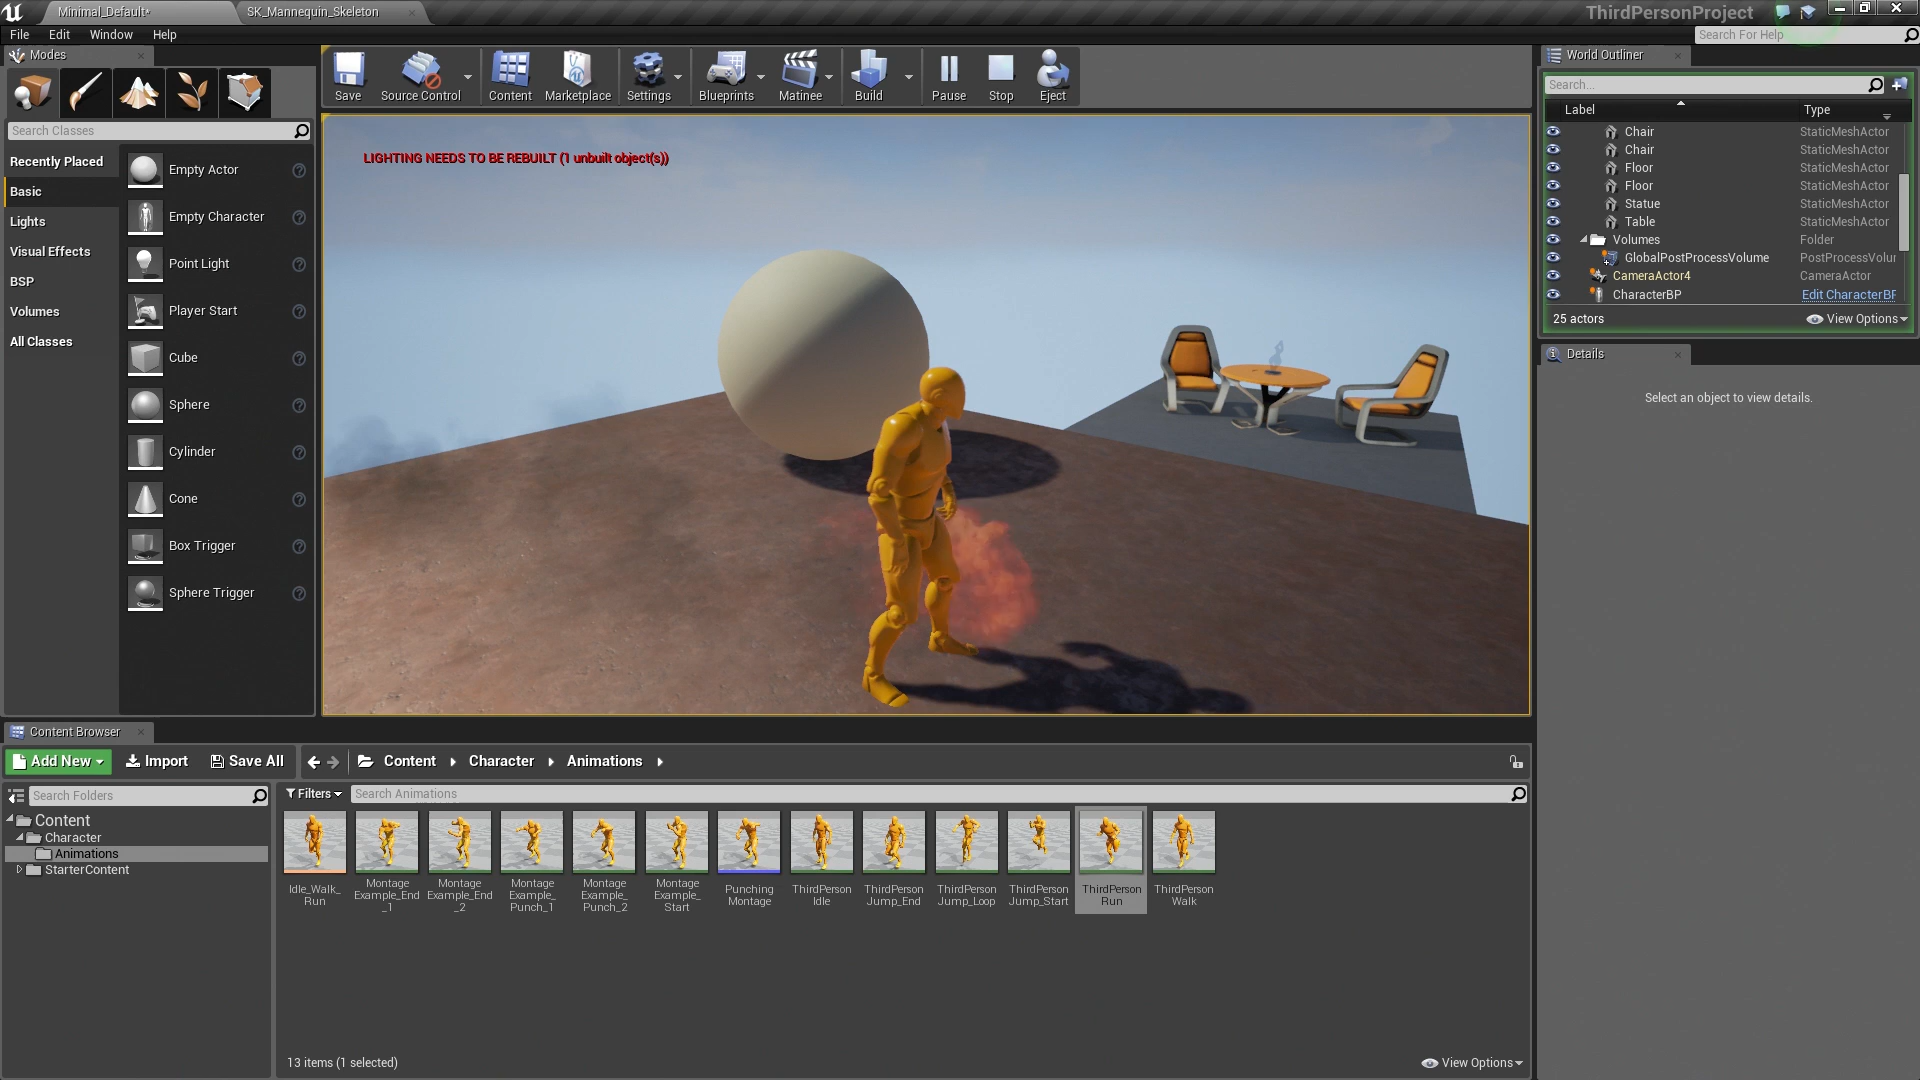 Minimal_Default*
SK_Mannequin_Skeleton
ThirdPersonProject
File Edit Window Help
Search For Help
Modes
Search Classes
Recently Placed
Basic
Lights
Visual Effects
BSP
Volumes
All Classes
Empty Actor
Empty Character
Point Light
Player Start
Cube
Sphere
Cylinder
Cone
Box Trigger
Sphere Trigger
Save
Source Control
Content
Marketplace
Settings
Blueprints
Matinee
Build
Pause
Stop
Eject
LIGHTING NEEDS TO BE REBUILT (1 unbuilt object(s))
World Outliner
Search...
Label Type
Chair StaticMeshActor
Chair StaticMeshActor
Floor StaticMeshActor
Floor StaticMeshActor
Statue StaticMeshActor
Table StaticMeshActor
Volumes Folder
GlobalPostProcessVolume PostProcessVolu
CameraActor4 CameraActor
CharacterBP Edit CharacterBP
25 actors View Options
Details
Select an object to view details.
Content Browser
Add New Import Save All Content Character Animations
Search Folders
Content
Character
Animations
StarterContent
Filters Search Animations
Idle_Walk_
Run
Montage
Example_End
_1
Montage
Example_End
_2
Montage
Example_
Punch_1
Montage
Example_
Punch_2
Montage
Example_
Start
Punching
Montage
ThirdPerson
Idle
ThirdPerson
Jump_End
ThirdPerson
Jump_Loop
ThirdPerson
Jump_Start
ThirdPerson
Run
ThirdPerson
Walk
13 items (1 selected)
View Options